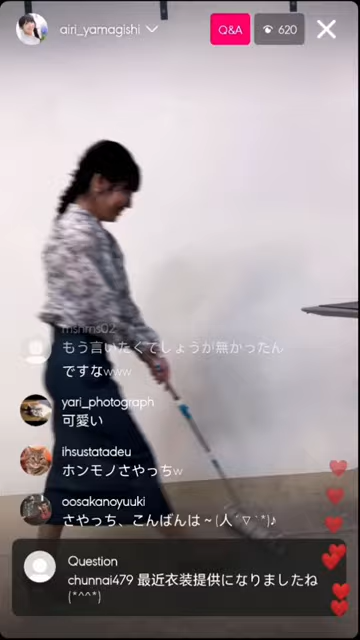 airi_yamagishi
Q&A
620
mshms02
もう言いたくてしょうが無かったん
ですなwww
yari_photograph
可愛い
ihsustatadeu
ホンモノさやっちw
oosakanoyuuki
さやっち、こんばんは～(人´∇`*)♪
Question
chunnai479 最近衣装提供になりましたね
(*^^*)